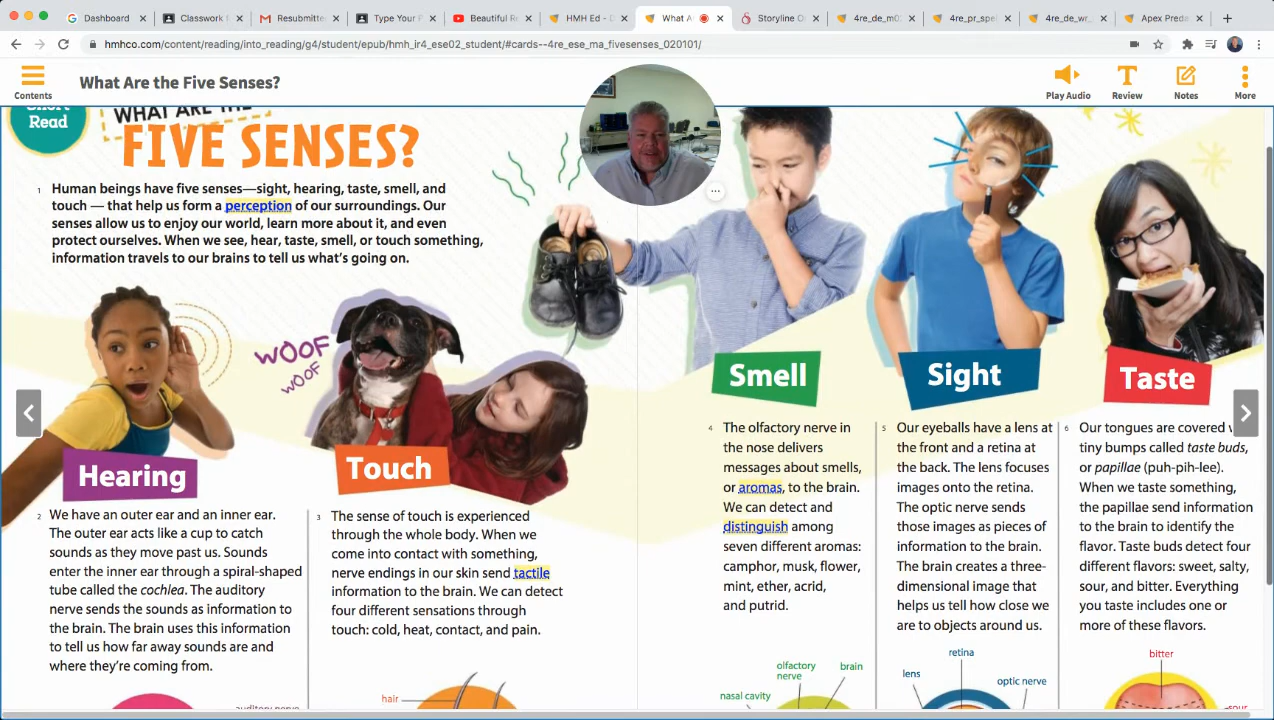 Dashboard
Classwork f
Resubmitte
Type Your P
Beautiful R
HMH Ed - D
What A
Storyline O
4re_de_m0
4re_pr_spe
4re_de_wr_
Apex Preda
hmhco.com/content/reading/into_reading/g4/student/epub/hmh_ir4_ese02_student/#cards--4re_ese_ma_fivesenses_020101/
Contents
What Are the Five Senses?
Play Audio
Review
Notes
More
Short
Read
WHAT ARE THE
FIVE SENSES?
1 Human beings have five senses—sight, hearing, taste, smell, and
touch — that help us form a perception of our surroundings. Our
senses allow us to enjoy our world, learn more about it, and even
protect ourselves. When we see, hear, taste, smell, or touch something,
information travels to our brains to tell us what's going on.
WOOF
WOOF
Hearing
2 We have an outer ear and an inner ear.
The outer ear acts like a cup to catch
sounds as they move past us. Sounds
enter the inner ear through a spiral-shaped
tube called the cochlea. The auditory
nerve sends the sounds as information to
the brain. The brain uses this information
to tell us how far away sounds are and
where they're coming from.
auditory nerve
Touch
3 The sense of touch is experienced
through the whole body. When we
come into contact with something,
nerve endings in our skin send tactile
information to the brain. We can detect
four different sensations through
touch: cold, heat, contact, and pain.
hair
Smell
4 The olfactory nerve in
the nose delivers
messages about smells,
or aromas, to the brain.
We can detect and
distinguish among
seven different aromas:
camphor, musk, flower,
mint, ether, acrid,
and putrid.
olfactory
nerve
brain
nasal cavity
Sight
5 Our eyeballs have a lens at
the front and a retina at
the back. The lens focuses
images onto the retina.
The optic nerve sends
those images as pieces of
information to the brain.
The brain creates a three-
dimensional image that
helps us tell how close we
are to objects around us.
retina
lens
optic nerve
Taste
6 Our tongues are covered
tiny bumps called taste buds,
or papillae (puh-pih-lee).
When we taste something,
the papillae send information
to the brain to identify the
flavor. Taste buds detect four
different flavors: sweet, salty,
sour, and bitter. Everything
you taste includes one or
more of these flavors.
bitter
sour